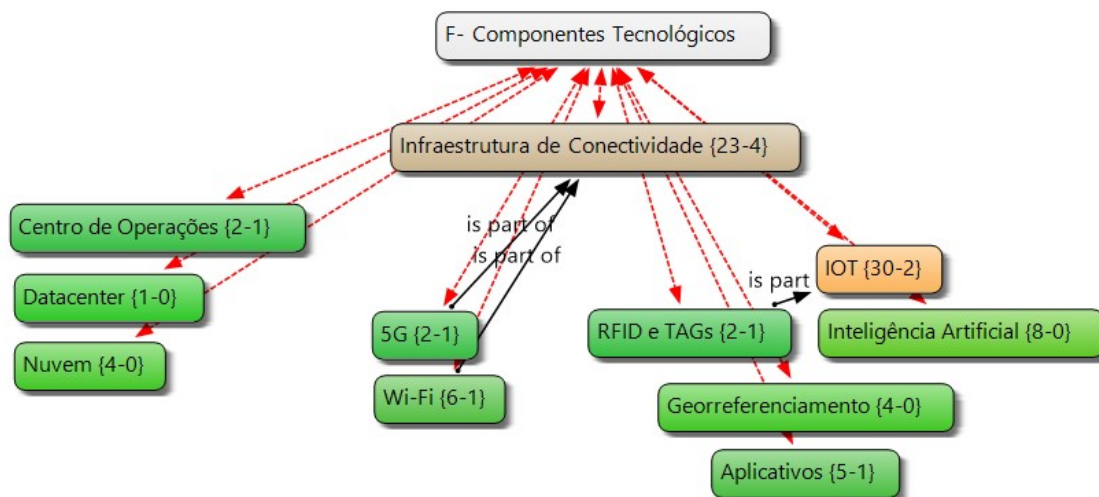 F- Componentes Tecnológicos
Infraestrutura de Conectividade {23-4}
Centro de Operações {2-1}
is part of
is part of
IOT {30-2}
Datacenter {1-0}
is part
5G {2-1}
RFID e TAGs {2-1}
Inteligência Artificial {8-0}
Nuvem {4-0}
Wi-Fi {6-1}
Georreferenciamento {4-0}
Aplicativos {5-1}